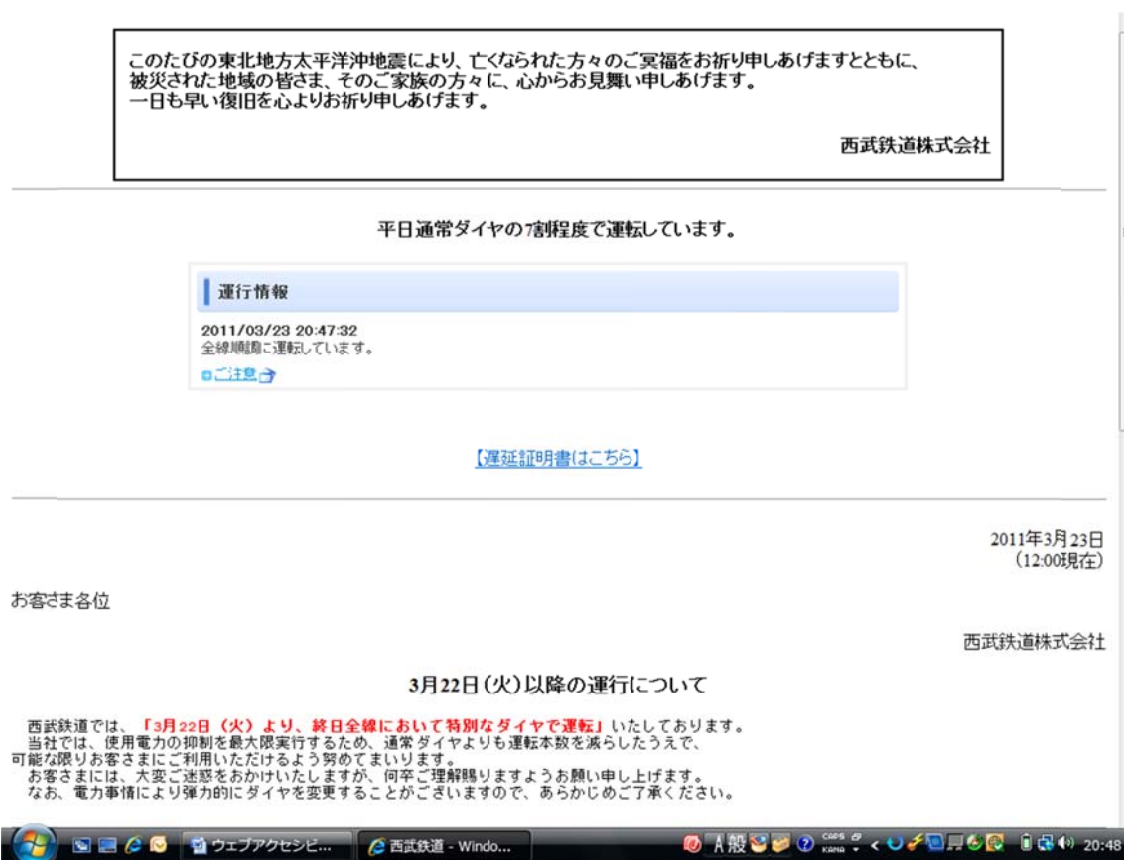 このたびの東北地方太平洋沖地震により、亡くなられた方々のご冥福をお祈り申しあげますとともに、
被災された地域の皆さま、そのご家族の方々に、心からお見舞い申しあげます。
一日も早い復旧を心よりお祈り申しあげます。
西武鉄道株式会社
平日通常ダイヤの7割程度で運転しています。
運行情報
2011/03/23 20:47:32
全線順調に運転しています。
ご注意
【遅延証明書はこちら】
2011年3月23日
（12:00現在）
お客さま各位
西武鉄道株式会社
3月22日（火）以降の運行について
西武鉄道では、「3月22日（火）より、終日全線において特別なダイヤで運転」いたしております。
当社では、使用電力の抑制を最大限実行するため、通常ダイヤよりも運転本数を減らしたうえで、
可能な限りお客さまにご利用いただけるよう努めてまいります。
お客さまには、大変ご迷惑をおかけいたしますが、何卒ご理解賜りますようお願い申し上げます。
なお、電力事情により弾力的にダイヤを変更することがございますので、あらかじめご了承ください。
ウェブアクセシビ... 西武鉄道 - Windo... A 般 CAPS KANA 20:48